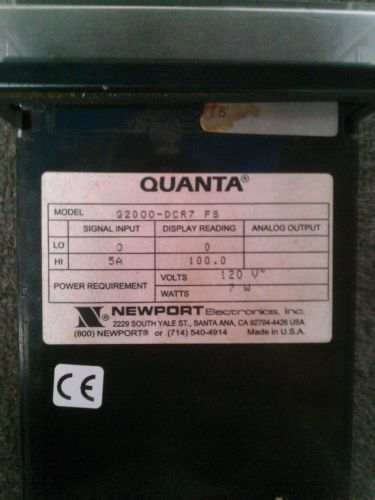 15
QUANTA®
MODEL Q2000-DCR7 FS
SIGNAL INPUT DISPLAY READING ANALOG OUTPUT
LO 0 0
HI 5A 100.0
POWER REQUIREMENT VOLTS 120 V~
WATTS 7 W
N NEWPORT Electronics, Inc.
2229 SOUTH YALE ST., SANTA ANA, CA 92704-4426 USA
(800) NEWPORT® or (714) 540-4914 Made in U.S.A.
CE